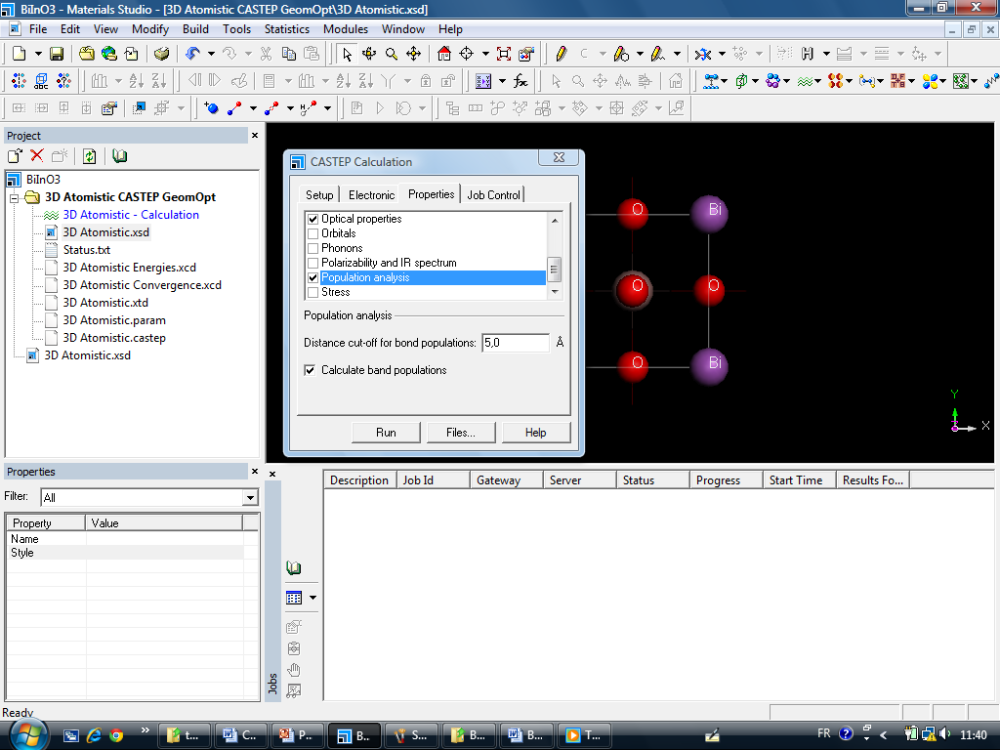 BiInO3 - Materials Studio - [3D Atomistic CASTEP GeomOpt\3D Atomistic.xsd]
File Edit View Modify Build Tools Statistics Modules Window Help
Project
BiInO3
3D Atomistic CASTEP GeomOpt
3D Atomistic - Calculation
3D Atomistic.xsd
Status.txt
3D Atomistic Energies.xcd
3D Atomistic Convergence.xcd
3D Atomistic.xtd
3D Atomistic.param
3D Atomistic.castep
3D Atomistic.xsd
CASTEP Calculation
Setup Electronic Properties Job Control
Optical properties
Orbitals
Phonons
Polarizability and IR spectrum
Population analysis
Stress
Population analysis
Distance cut-off for bond populations: 5,0 Å
Calculate band populations
Run Files... Help
O Bi
O O
O Bi
Y
X
Properties
Filter: All
Property Value
Name
Style
Jobs
Description Job Id Gateway Server Status Progress Start Time Results Fo...
Ready
t... C... P... B... S... B... B... T... FR 11:40